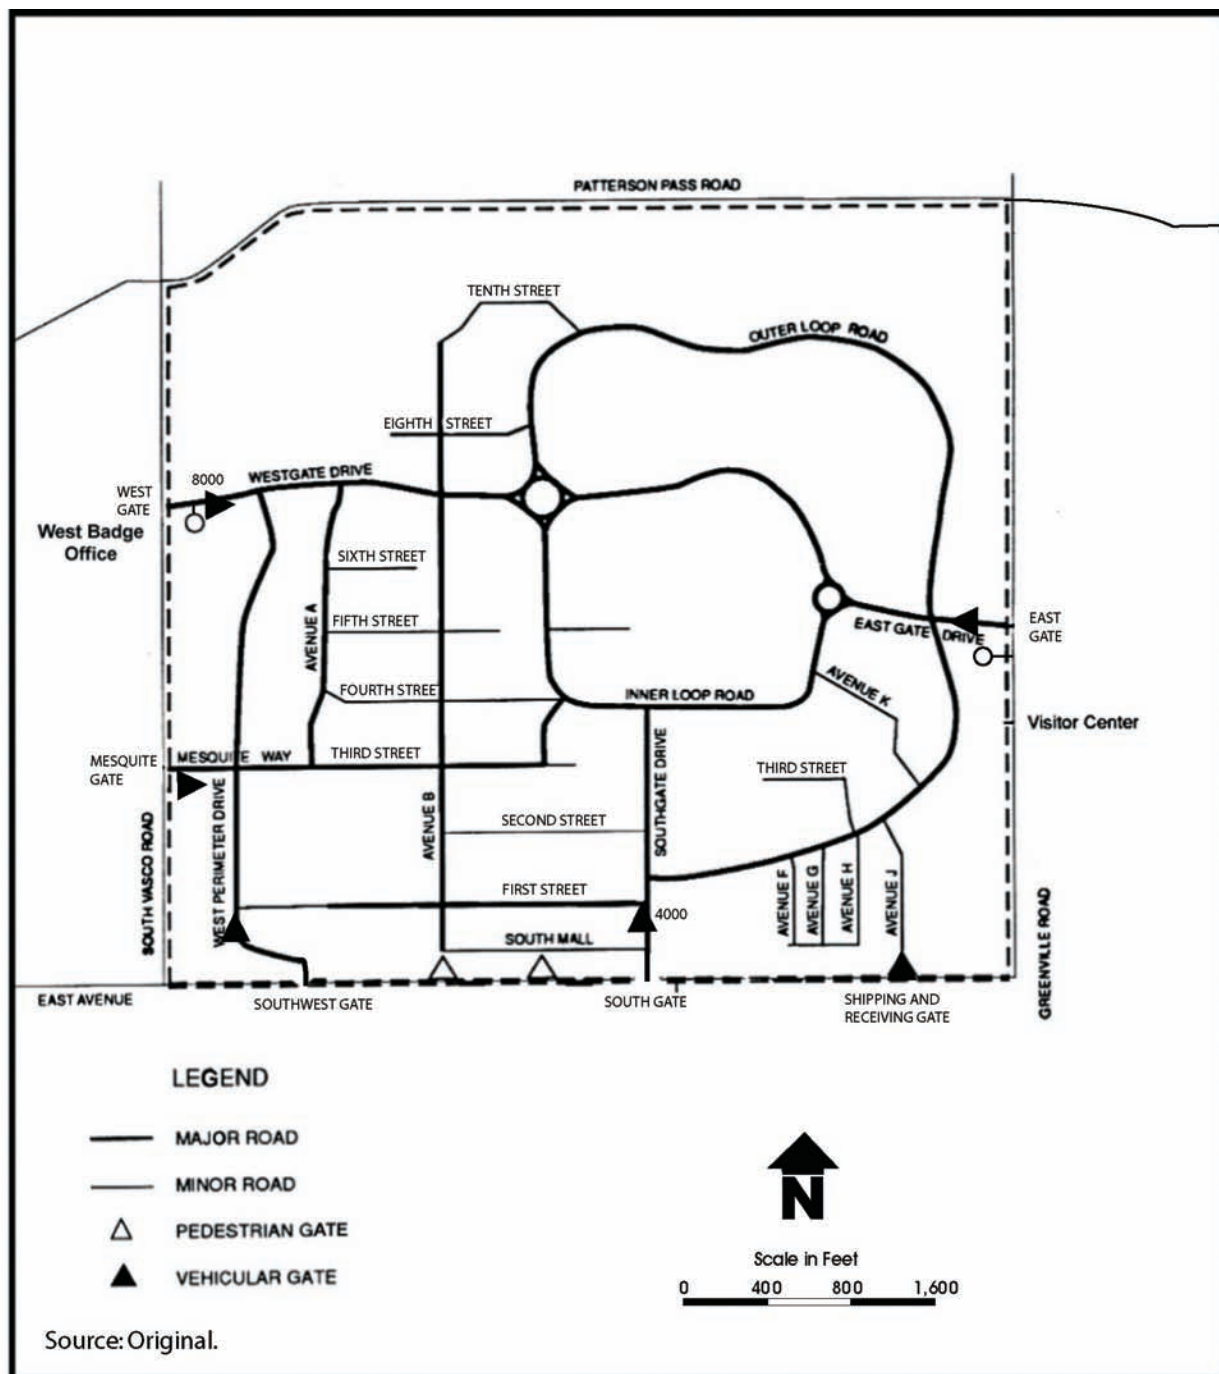 PATTERSON PASS ROAD
TENTH STREET
OUTER LOOP ROAD
EIGHTH STREET
WESTGATE DRIVE
8000
WEST
GATE
West Badge
Office
SIXTH STREET
AVENUE A
FIFTH STREET
EAST GATE DRIVE
EAST
GATE
FOURTH STREET
INNER LOOP ROAD
AVENUE K
Visitor Center
MESQUITE
GATE
MESQUITE WAY
THIRD STREET
SOUTHGATE DRIVE
THIRD STREET
SOUTH VASCO ROAD
WEST PERIMETER DRIVE
AVENUE B
SECOND STREET
FIRST STREET
4000
AVENUE F
AVENUE G
AVENUE H
AVENUE J
GREENVILLE ROAD
SOUTH MALL
EAST AVENUE
SOUTHWEST GATE
SOUTH GATE
SHIPPING AND
RECEIVING GATE
LEGEND
MAJOR ROAD
MINOR ROAD
PEDESTRIAN GATE
VEHICULAR GATE
N
Scale in Feet
0 400 800 1,600
Source: Original.